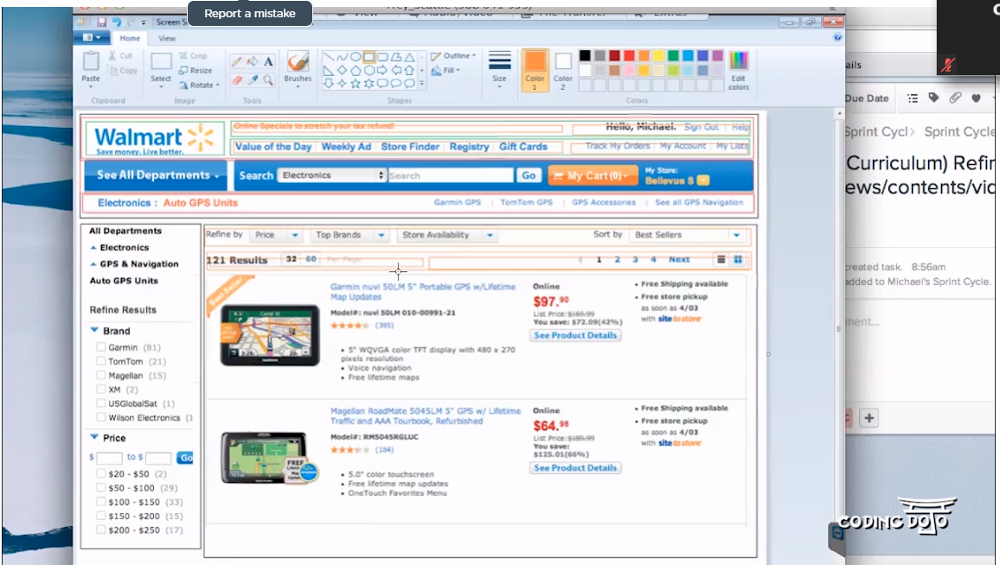 Report a mistake
Screen S
Home View
Paste
Cut
Copy
Clipboard
Select
Crop
Resize
Rotate
Image
Tools
Brushes
Shapes
Outline
Fill
Size
Color 1
Color 2
Edit colors
Colors
Walmart
Save money. Live better.
Online Specials to stretch your tax refund!
Hello, Michael. Sign Out | Help
Value of the Day | Weekly Ad | Store Finder | Registry | Gift Cards
Track My Orders | My Account | My Lists
See All Departments
Search Electronics Search Go
My Cart (0)
My Store:
Bellevue S
Electronics : Auto GPS Units
Garmin GPS | TomTom GPS | GPS Accessories | See all GPS Navigation
All Departments
Electronics
GPS & Navigation
Auto GPS Units
Refine Results
Brand
Garmin (81)
TomTom (21)
Magellan (15)
XM (2)
USGlobalSat (1)
Wilson Electronics (1
Price
$ to $ Go
$20 - $50 (2)
$50 - $100 (29)
$100 - $150 (33)
$150 - $200 (15)
$200 - $250 (17)
Refine by Price Top Brands Store Availability Sort by Best Sellers
121 Results 32 60 Per Page 1 2 3 4 Next
Best Seller
Garmin nuvi 50LM 5" Portable GPS w/Lifetime
Map Updates
Model#: nuvi 50LM 010-00991-21
(395)
• 5" WQVGA color TFT display with 480 x 270
pixels resolution
• Voice navigation
• Free lifetime maps
Online
$97.90
List Price: $169.99
You save: $72.09(42%)
See Product Details
• Free Shipping available
• Free store pickup
as soon as 4/03
with site to store
Magellan RoadMate 5045LM 5" GPS w/ Lifetime
Traffic and AAA Tourbook, Refurbished
Model#: RM5045RGLUC
(184)
• 5.0" color touchscreen
• Free lifetime map updates
• OneTouch Favorites Menu
FREE
Online
$64.98
List Price: $189.99
You save:
$125.01(66%)
See Product Details
• Free Shipping available
• Free store pickup
as soon as 4/03
with site to store
ails
Due Date
Sprint Cycl Sprint Cycle
(Curriculum) Refir
ews/contents/vid
created task. 8:56am
added to Michael's Sprint Cycle.
ment...
CODING DOJO